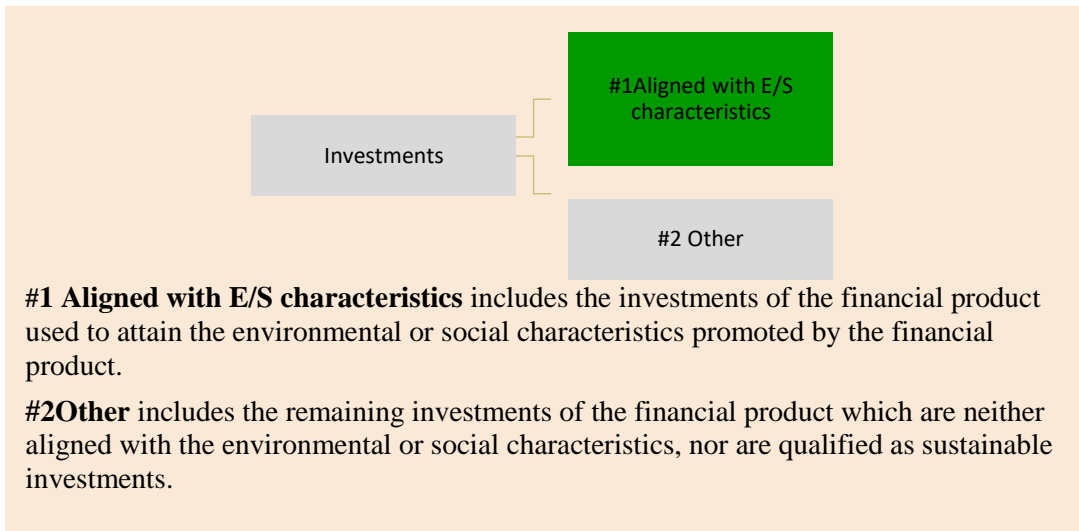 #1Aligned with E/S
characteristics
Investments
#2 Other
#1 Aligned with E/S characteristics includes the investments of the financial product
used to attain the environmental or social characteristics promoted by the financial
product.
#2Other includes the remaining investments of the financial product which are neither
aligned with the environmental or social characteristics, nor are qualified as sustainable
investments.